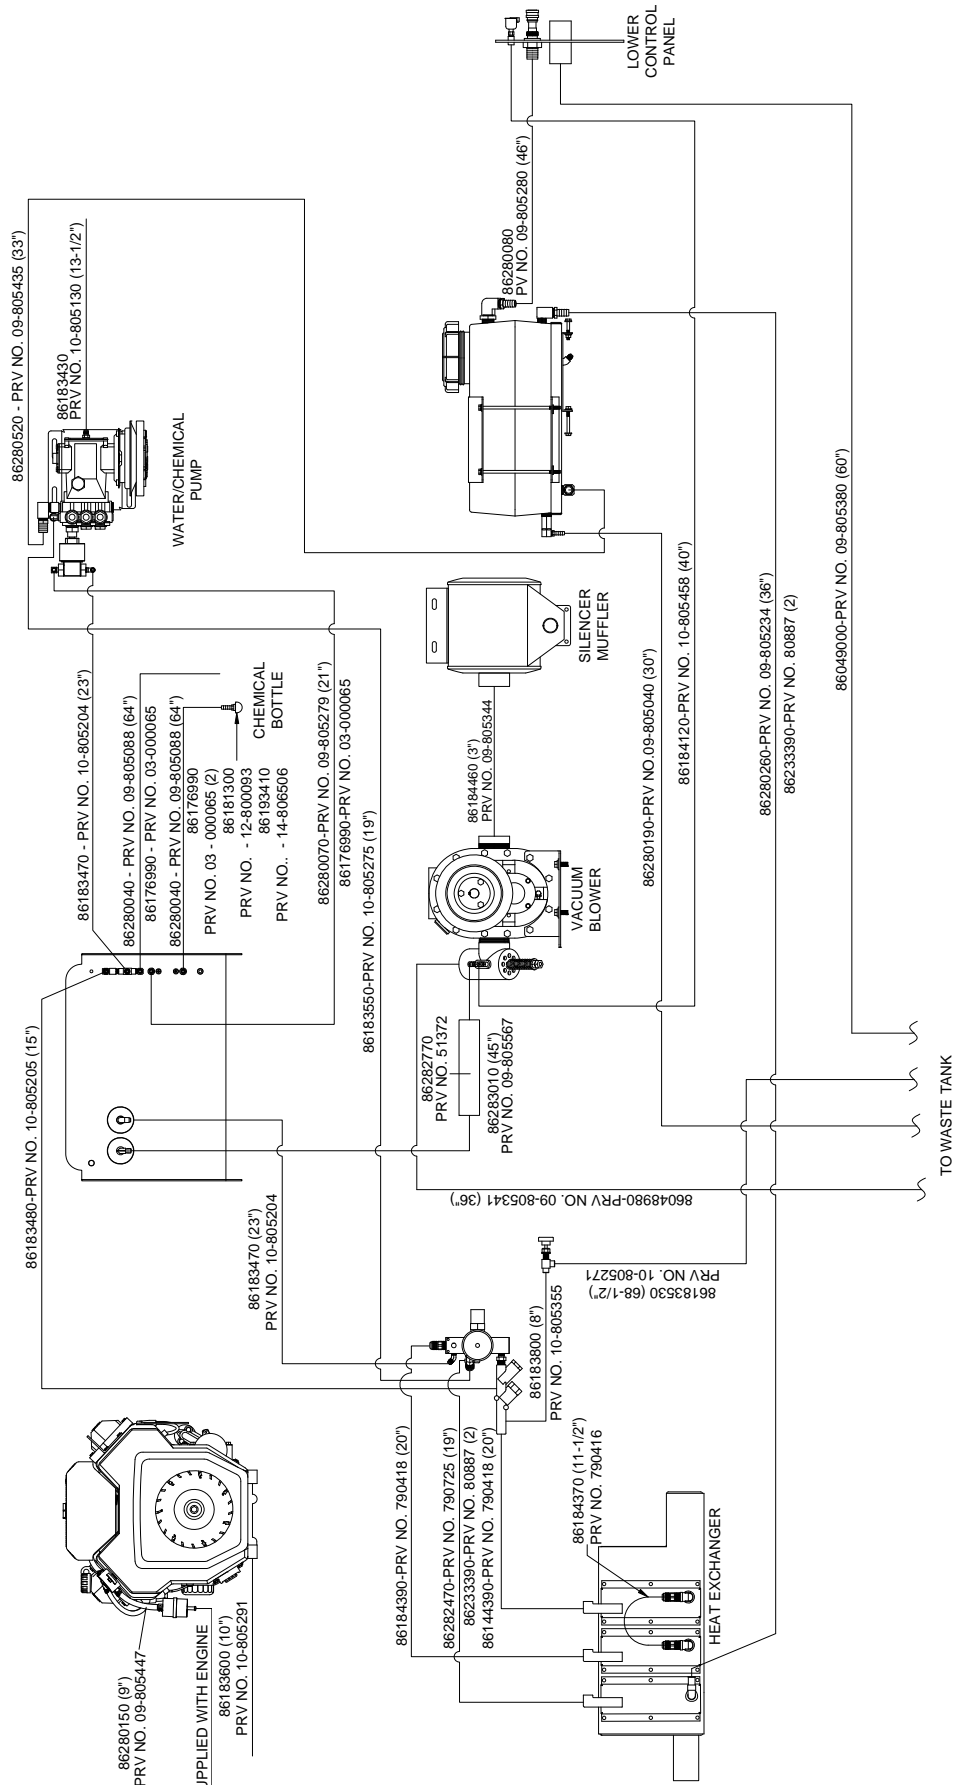 LOWER
CONTROL
PANEL
86280520 - PRV NO. 09-805435 (33")
86183430
PRV NO. 10-805130 (13-1/2")
WATER/CHEMICAL
PUMP
86280080
PV NO. 09-805280 (46")
86183470 - PRV NO. 10-805204 (23")
86280040 - PRV NO. 09-805088 (64")
86176990 - PRV NO. 03-000065
86280040 - PRV NO. 09-805088 (64")
86176990
PRV NO. 03 - 000065 (2)
86181300
PRV NO. - 12-800093
86193410
PRV NO.. - 14-806506
CHEMICAL
BOTTLE
86280070-PRV NO. 09-805279 (21")
86176990-PRV NO. 03-000065
86183550-PRV NO. 10-805275 (19")
SILENCER
MUFFLER
86184460 (3")
PRV NO. 09-805344
VACUUM
BLOWER
86280190-PRV NO.09-805040 (30")
86184120-PRV NO. 10-805458 (40")
86280260-PRV NO. 09-805234 (36")
86233390-PRV NO. 80887 (2)
86049000-PRV NO. 09-805380 (60")
86183480-PRV NO. 10-805205 (15")
86282770
PRV NO. 51372
86283010 (45")
PRV NO. 09-805567
86183470 (23")
PRV NO. 10-805204
86048980-PRV NO. 09-805341 (36")
TO WASTE TANK
86183530 (68-1/2")
PRV NO. 10-805271
86183800 (8")
PRV NO. 10-805355
86184390-PRV NO. 790418 (20")
86282470-PRV NO. 790725 (19")
86233390-PRV NO. 80887 (2)
86144390-PRV NO. 790418 (20")
86184370 (11-1/2")
PRV NO. 790416
HEAT EXCHANGER
86280150 (9")
PRV NO. 09-805447
UPPLIED WITH ENGINE
86183600 (10")
PRV NO. 10-805291